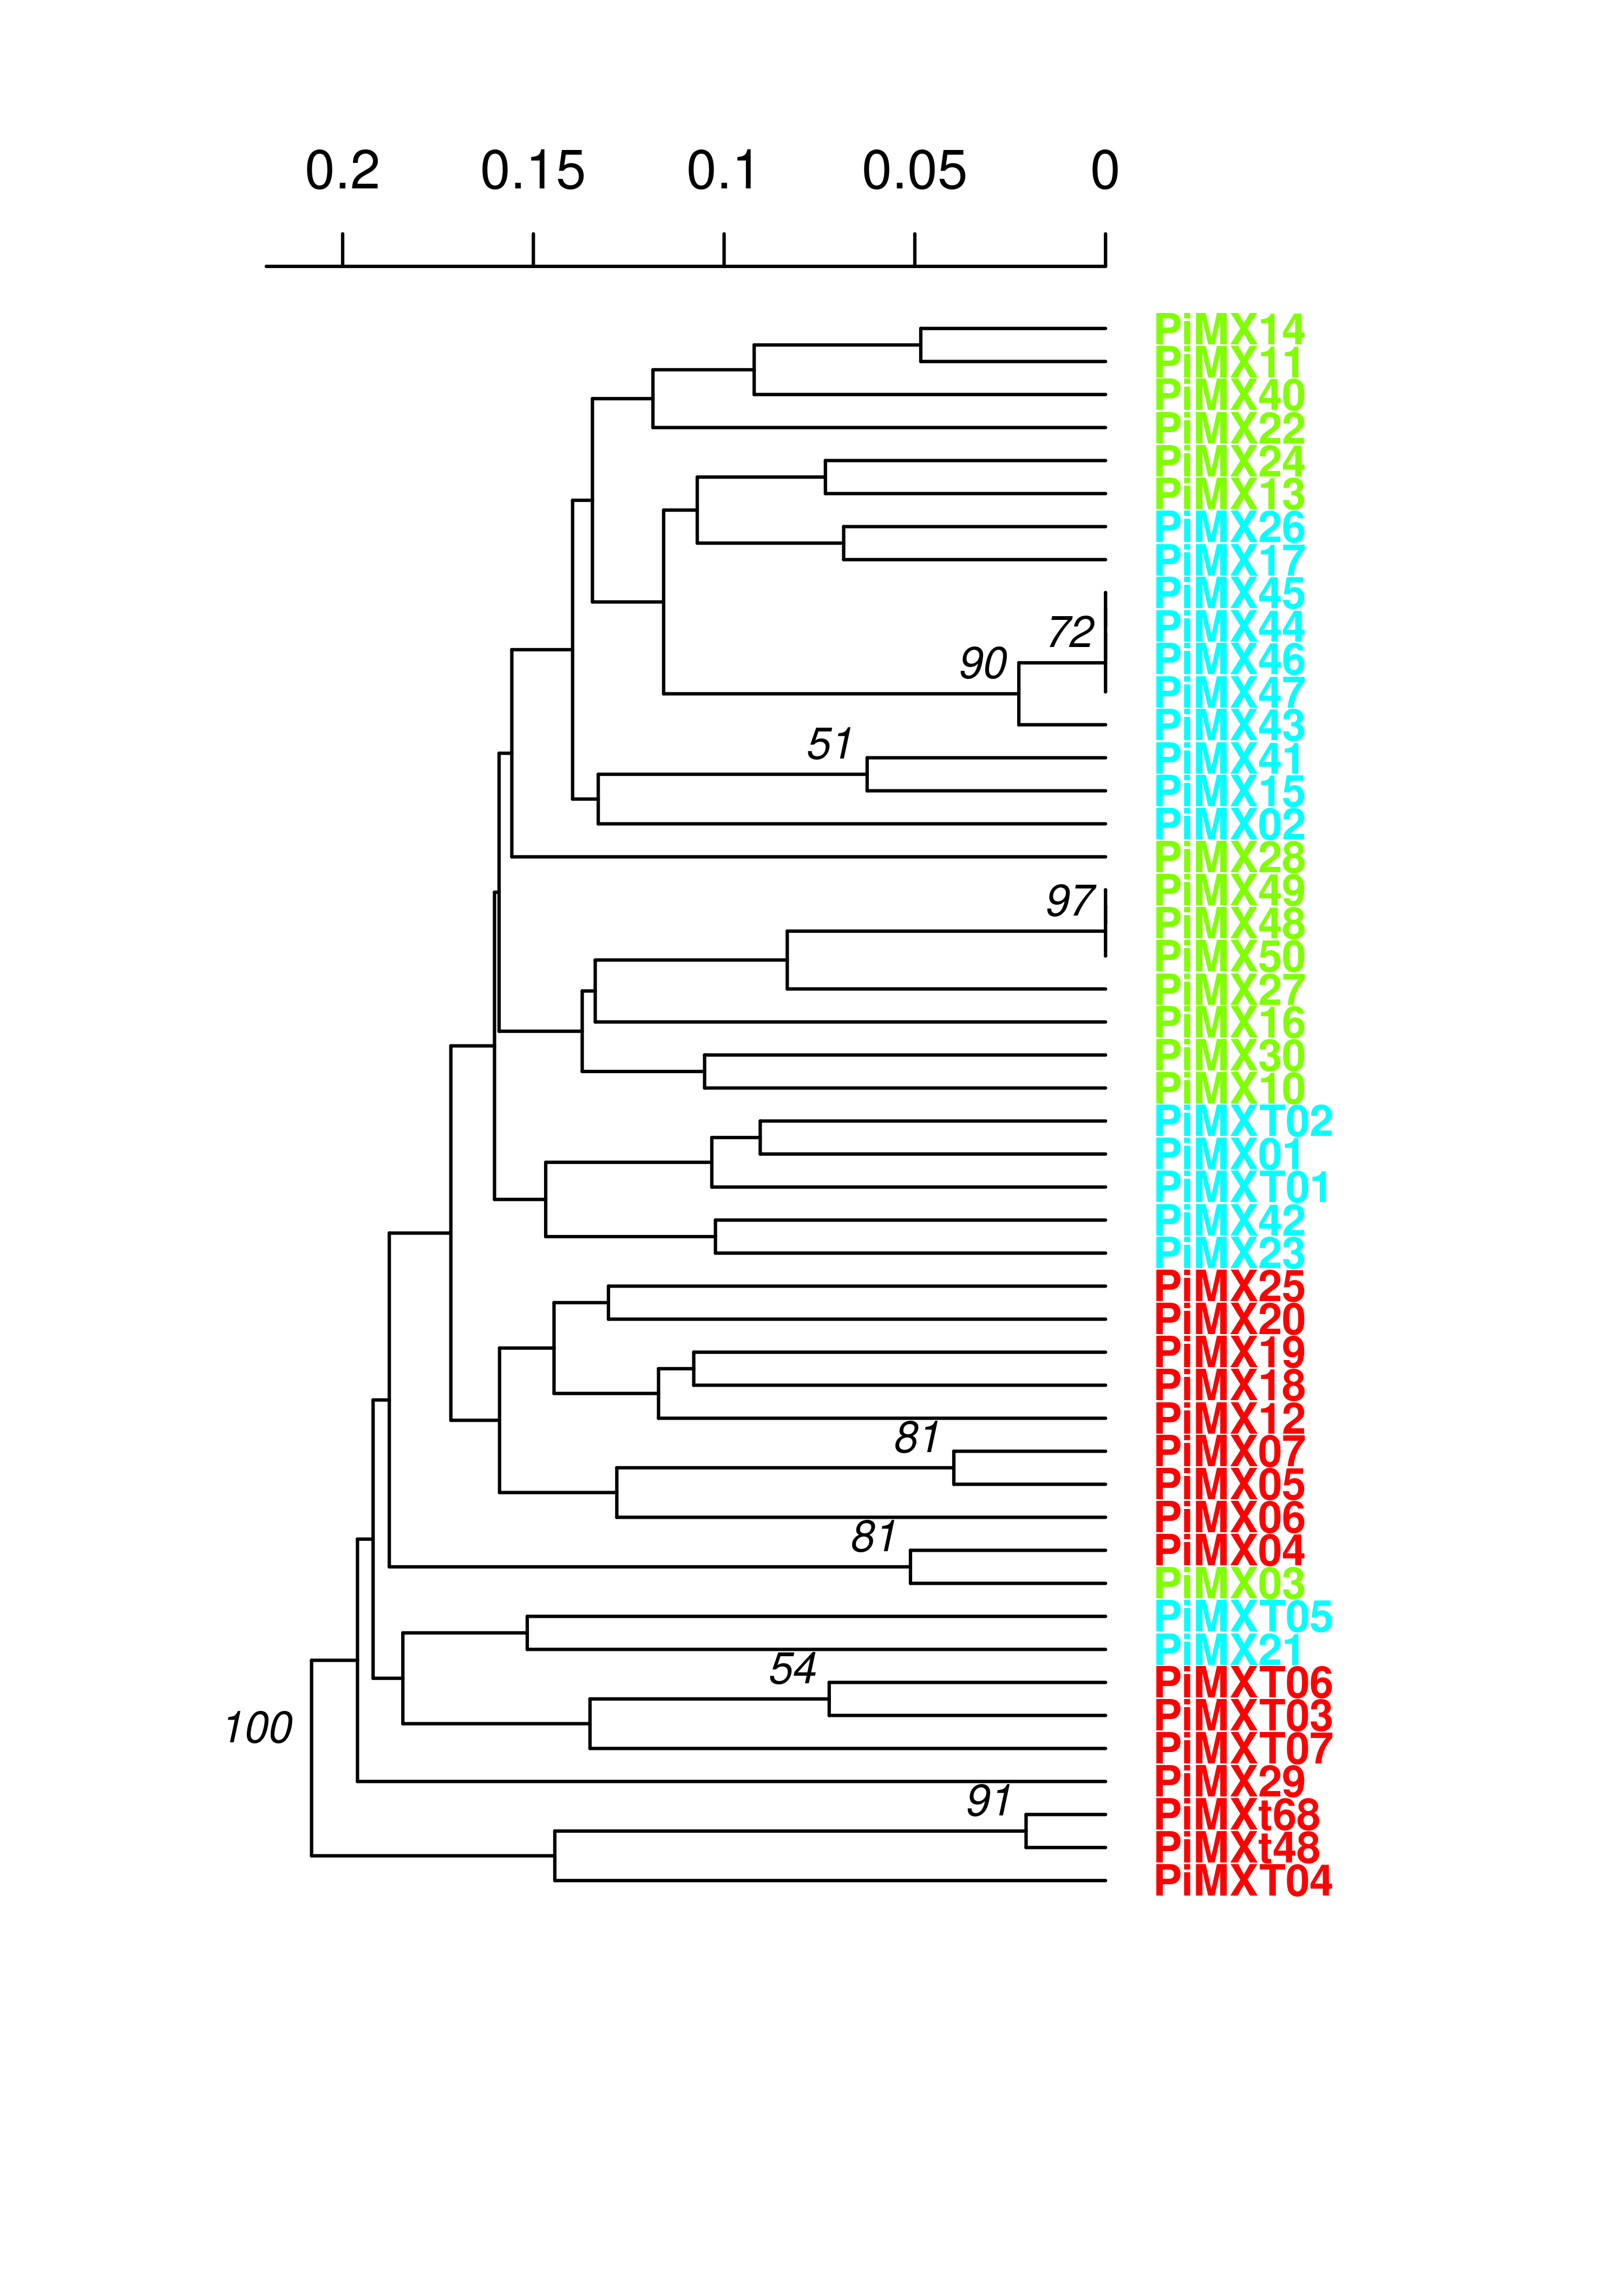 0.2 0.15 0.1 0.05 0
PiMX14
PiMX11
PiMX40
PiMX22
PiMX24
PiMX13
PiMX26
PiMX17
PiMX45
72 PiMX44
90 PiMX46
PiMX47
PiMX43
51 PiMX41
PiMX15
PiMX02
PiMX28
97 PiMX49
PiMX48
PiMX50
PiMX27
PiMX16
PiMX30
PiMX10
PiMXT02
PiMX01
PiMXT01
PiMX42
PiMX23
PiMX25
PiMX20
PiMX19
PiMX18
PiMX12
81 PiMX07
PiMX05
PiMX06
81 PiMX04
PiMX03
PiMXT05
PiMX21
54 PiMXT06
PiMXT03
100 PiMXT07
PiMX29
91 PiMXt68
PiMXt48
PiMXT04